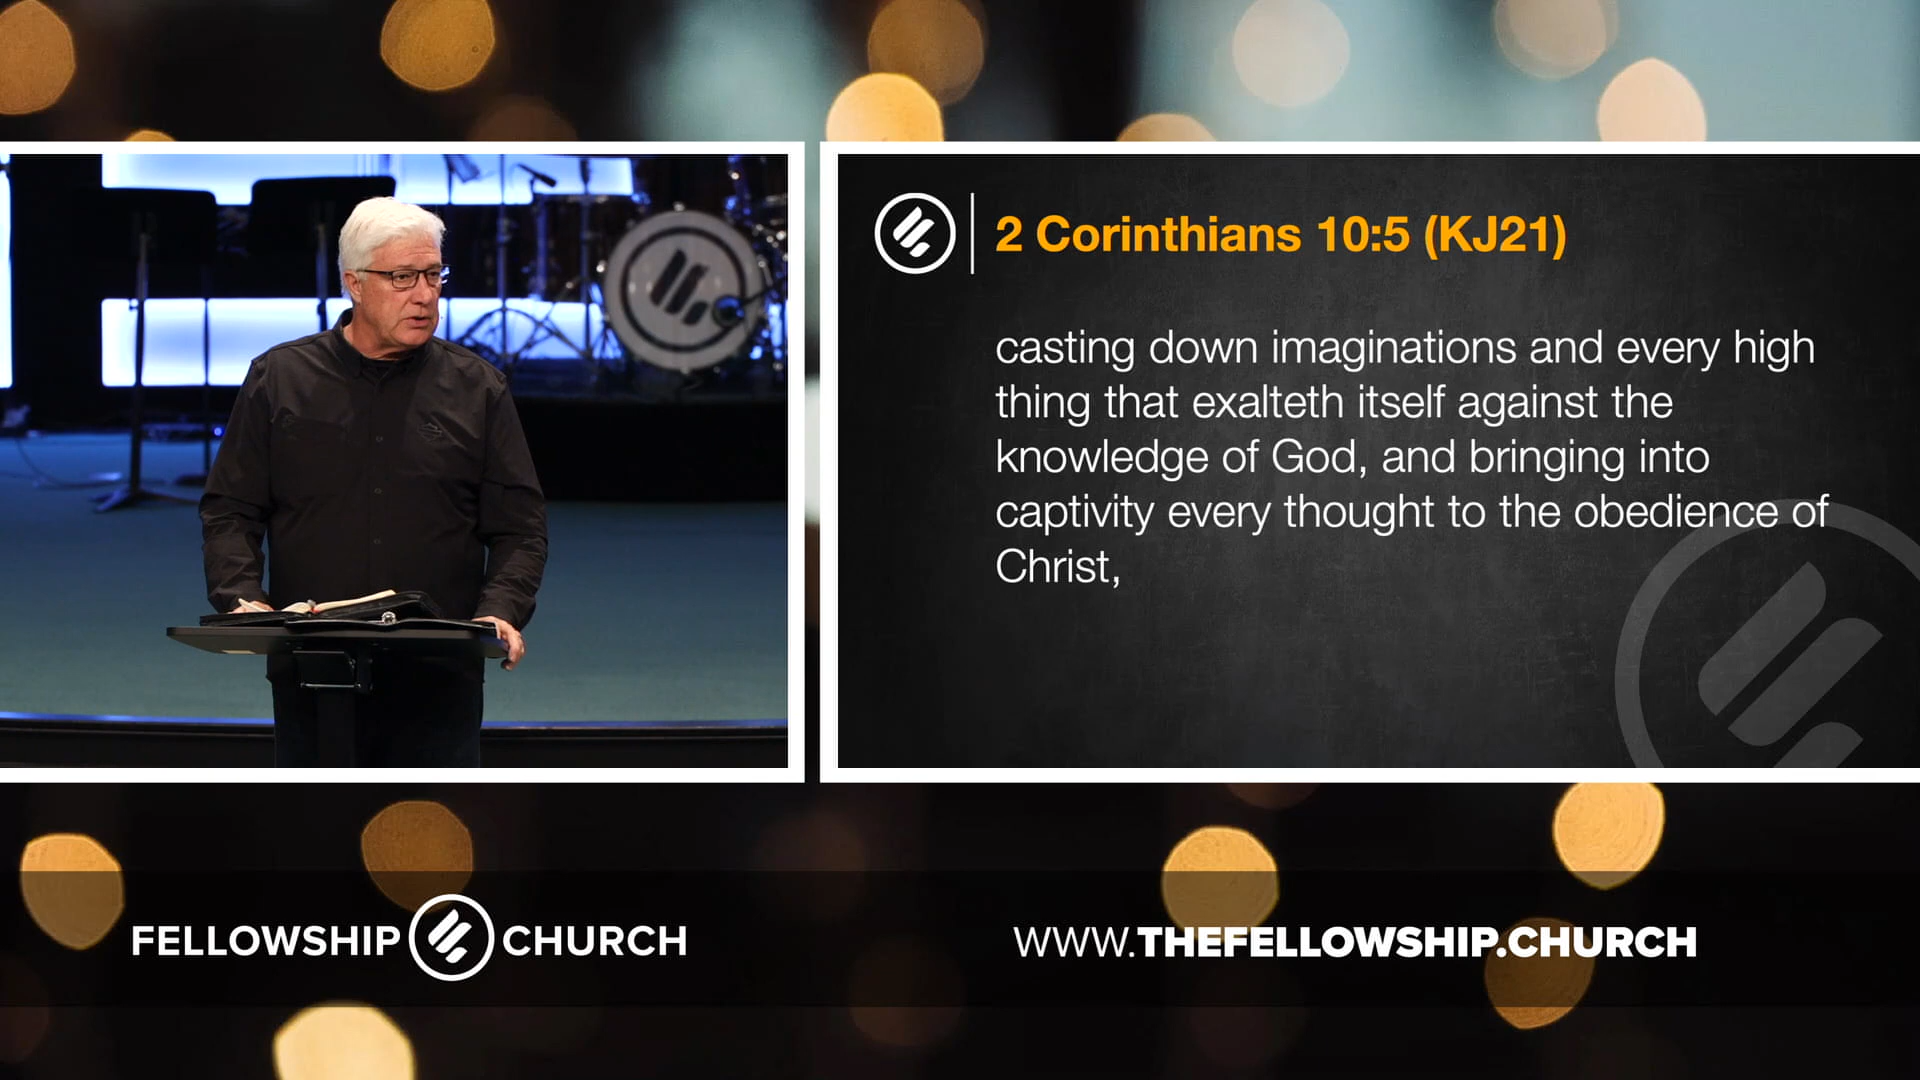 2 Corinthians 10:5 (KJ21)
casting down imaginations and every high
thing that exalteth itself against the
knowledge of God, and bringing into
captivity every thought to the obedience of
Christ,
FELLOWSHIP CHURCH
WWW.THEFELLOWSHIP.CHURCH